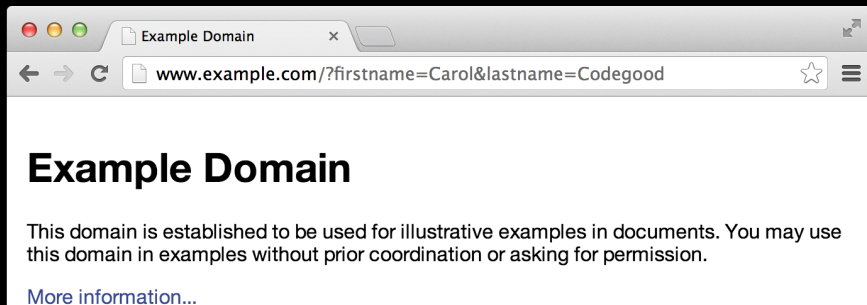 Example Domain
www.example.com/?firstname=Carol&lastname=Codegood
Example Domain
This domain is established to be used for illustrative examples in documents. You may use
this domain in examples without prior coordination or asking for permission.
More information...